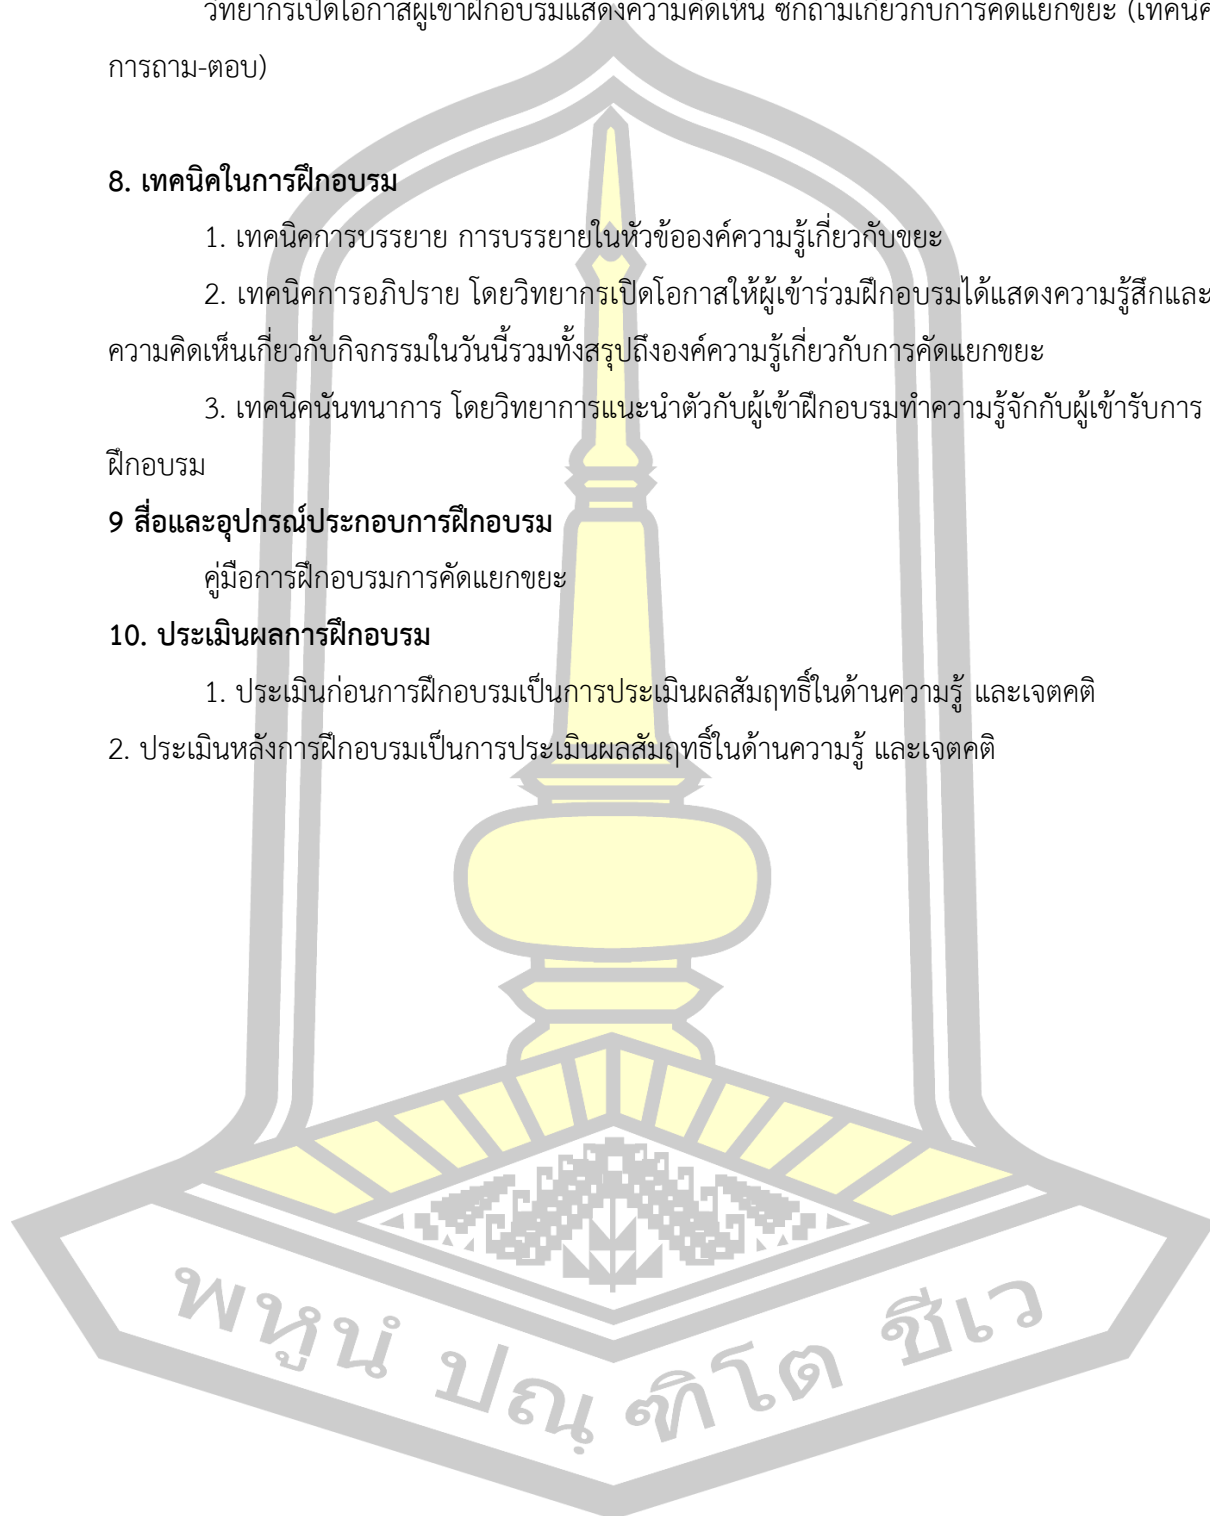 วิทยากรเปิดโอกาสผู้เข้าฝึกอบรมแสดงความคิดเห็น ซักถามเกี่ยวกับการคัดแยกขยะ (เทคนิค
การถาม-ตอบ)
8. เทคนิคในการฝึกอบรม
1. เทคนิคการบรรยาย การบรรยายในหัวข้อองค์ความรู้เกี่ยวกับขยะ
2. เทคนิคการอภิปราย โดยวิทยากรเปิดโอกาสให้ผู้เข้าร่วมฝึกอบรมได้แสดงความรู้สึกและ
ความคิดเห็นเกี่ยวกับกิจกรรมในวันนี้รวมทั้งสรุปถึงองค์ความรู้เกี่ยวกับการคัดแยกขยะ
3. เทคนิคนันทนาการ โดยวิทยาการแนะนำตัวกับผู้เข้าฝึกอบรมทำความรู้จักกับผู้เข้ารับการ
ฝึกอบรม
9 สื่อและอุปกรณ์ประกอบการฝึกอบรม
คู่มือการฝึกอบรมการคัดแยกขยะ
10. ประเมินผลการฝึกอบรม
1. ประเมินก่อนการฝึกอบรมเป็นการประเมินผลสัมฤทธิ์ในด้านความรู้ และเจตคติ
2. ประเมินหลังการฝึกอบรมเป็นการประเมินผลสัมฤทธิ์ในด้านความรู้ และเจตคติ
พหูนํ ปณฺฑิโต ชีเว